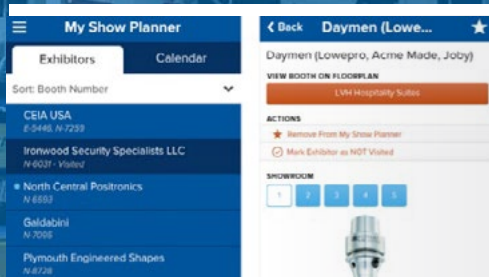 My Show Planner
Exhibitors
Calendar
Sort: Booth Number
CEIA USA
E-5446, N-7259
Ironwood Security Specialists LLC
N-6031 - Visited
North Central Positronics
N-6593
Galdabini
N-7095
Plymouth Engineered Shapes
N-8728
Back
Daymen (Lowe...
Daymen (Lowepro, Acme Made, Joby)
VIEW BOOTH ON FLOORPLAN
LVH Hospitality Suites
ACTIONS
Remove From My Show Planner
Mark Exhibitor as NOT Visited
SHOWROOM
1 2 3 4 5